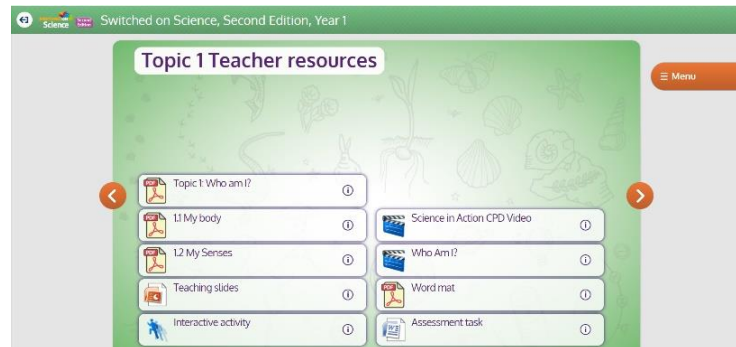 Science
Switched on Science, Second Edition, Year 1
Topic 1 Teacher resources
Menu
Topic 1: Who am I?
1.1 My body
1.2 My Senses
Teaching slides
Interactive activity
Science in Action CPD Video
Who Am I?
Word mat
Assessment task